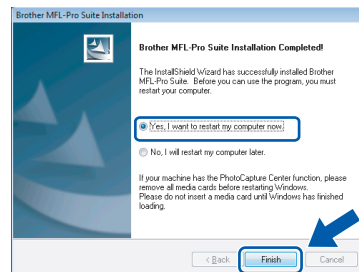 Brother MFL-Pro Suite Installation
Brother MFL-Pro Suite Installation Completed!
The InstallShield Wizard has successfully installed Brother
MFL-Pro Suite. Before you can use the program, you must
restart your computer.
Yes, I want to restart my computer now.
No, I will restart my computer later.
If your machine has the PhotoCapture Center function, please
remove all media cards before restarting Windows.
Please do not insert a media card until Windows has finished
loading.
< Back
Finish
Cancel